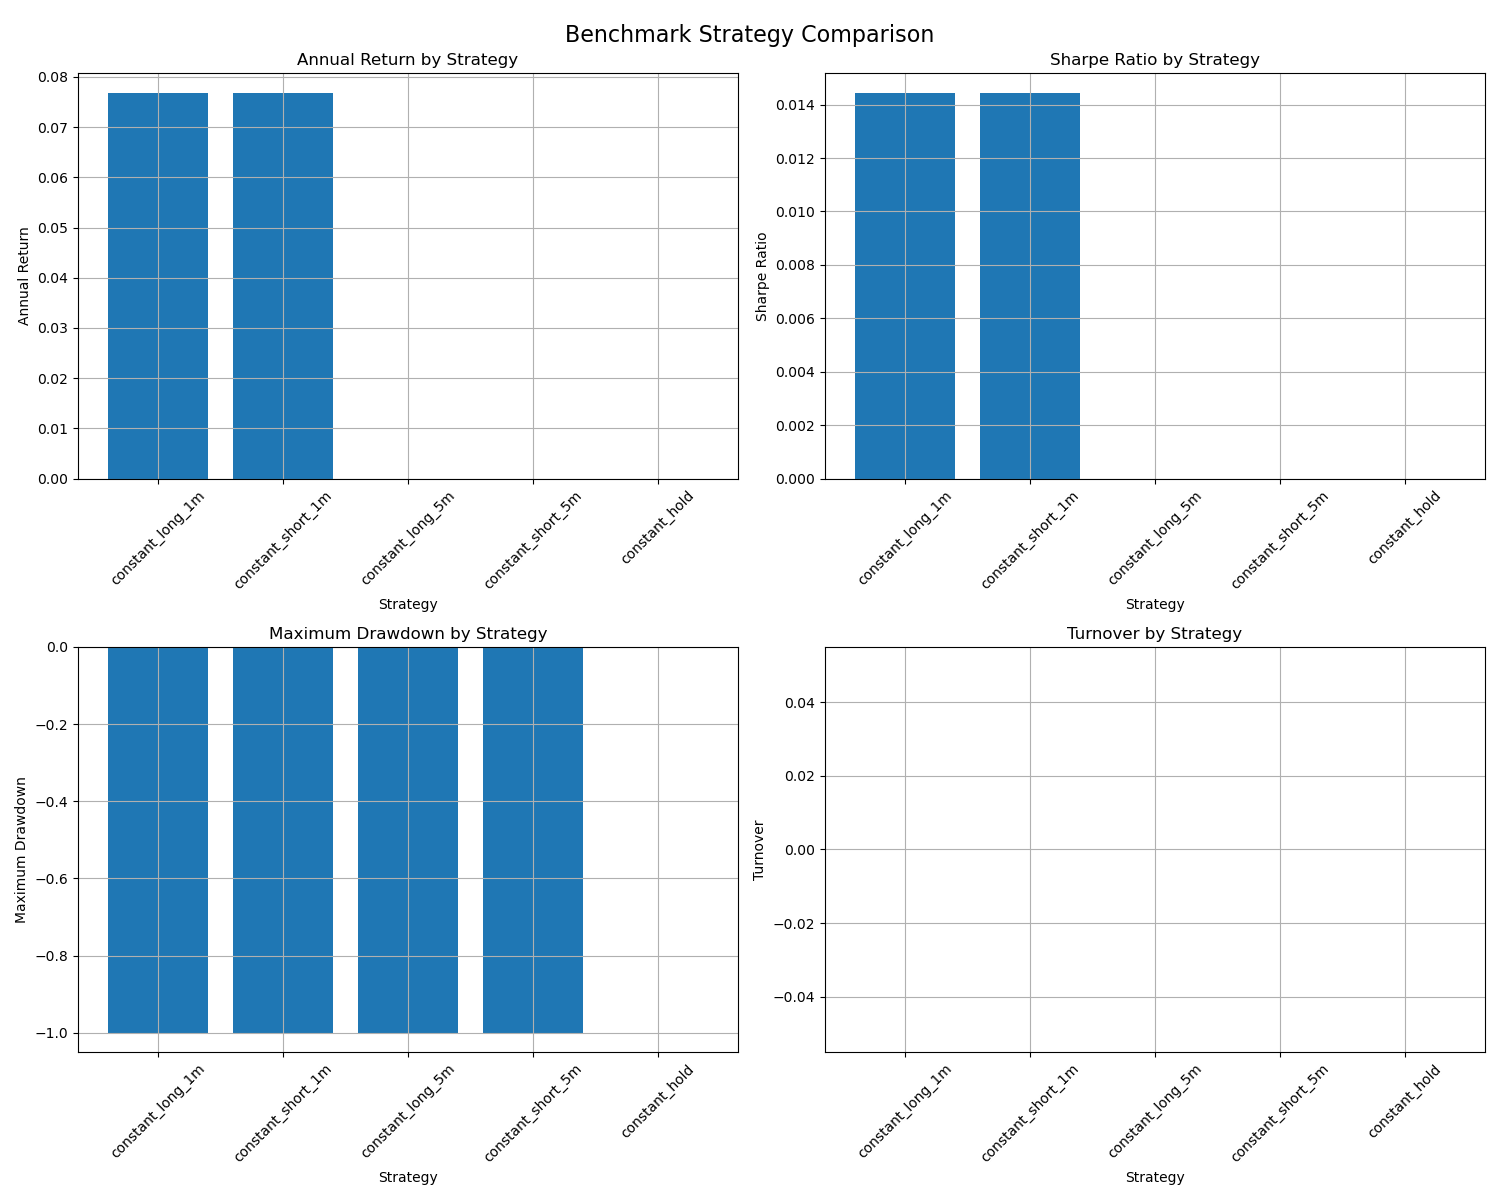 Benchmark Strategy Comparison
Annual Return by Strategy
Annual Return
0.08
0.07
0.06
0.05
0.04
0.03
0.02
0.01
0.00
constant_long_1m
constant_short_1m
constant_long_5m
constant_short_5m
constant_hold
Strategy
Sharpe Ratio by Strategy
Sharpe Ratio
0.014
0.012
0.010
0.008
0.006
0.004
0.002
0.000
constant_long_1m
constant_short_1m
constant_long_5m
constant_short_5m
constant_hold
Strategy
Maximum Drawdown by Strategy
Maximum Drawdown
0.0
−0.2
−0.4
−0.6
−0.8
−1.0
constant_long_1m
constant_short_1m
constant_long_5m
constant_short_5m
constant_hold
Strategy
Turnover by Strategy
Turnover
0.04
0.02
0.00
−0.02
−0.04
constant_long_1m
constant_short_1m
constant_long_5m
constant_short_5m
constant_hold
Strategy